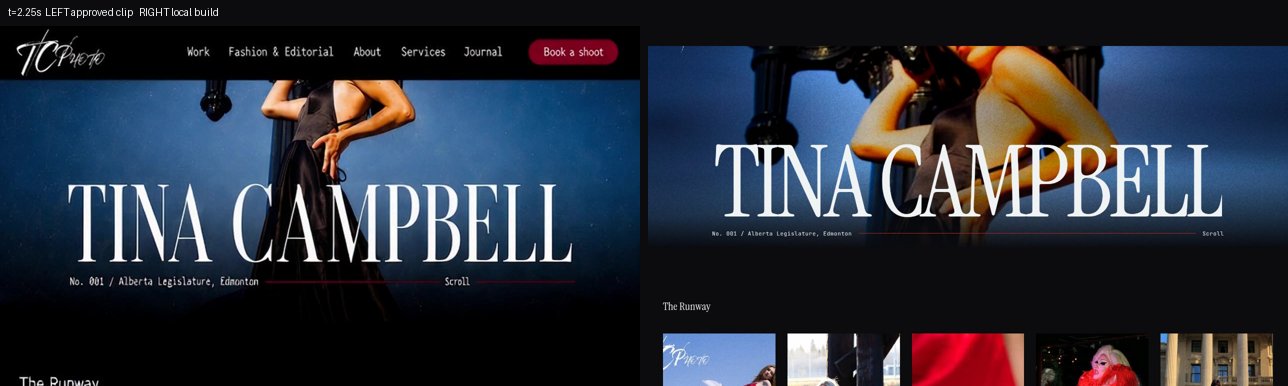 t=2.25s LEFT approved clip RIGHT local build
TCPhoto
Work Fashion & Editorial About Services Journal Book a shoot
TINA CAMPBELL
No. 001 / Alberta Legislature, Edmonton Scroll
The Runway
TINA CAMPBELL
No. 001 / Alberta Legislature, Edmonton Scroll
The Runway
CPhoto